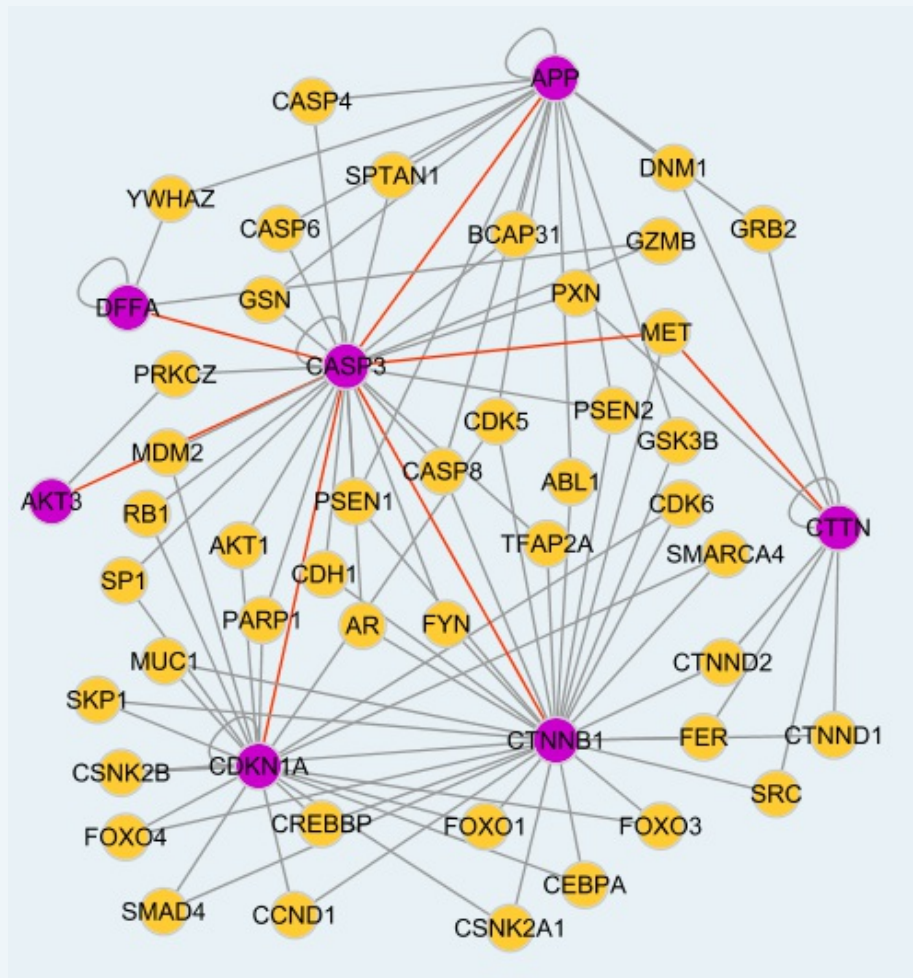 APP
CASP4
DNM1
SPTAN1
YWHAZ
CASP6
BCAP31
GZMB
GRB2
GSN
PXN
DFFA
MET
CASP3
PRKCZ
PSEN2
CDK5
GSK3B
MDM2
CASP8
ABL1
AKT3
PSEN1
CDK6
RB1
CTTN
AKT1
TFAP2A
SMARCA4
SP1
CDH1
PARP1
AR
FYN
MUC1
CTNND2
SKP1
CTNNB1
FER
CTNND1
CSNK2B
CDKN1A
SRC
FOXO4
CREBBP
FOXO1
FOXO3
CEBPA
SMAD4
CCND1
CSNK2A1